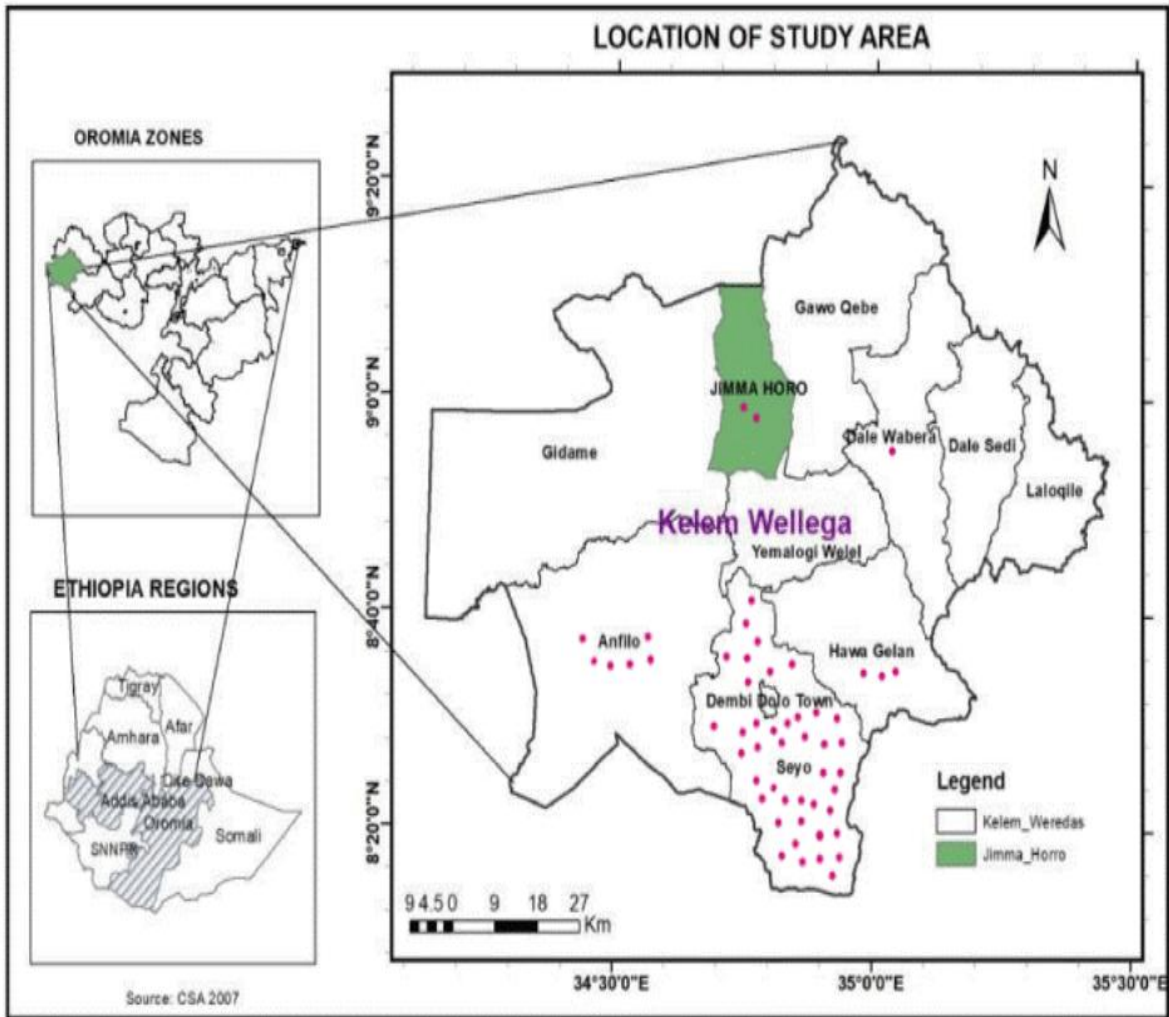 LOCATION OF STUDY AREA
OROMIA ZONES
N
9°20'0"N
9°0'0"N
8°40'0"N
8°20'0"N
Gawo Qebe
JIMMA HORO
Gidame
Dale Wabera
Dale Sedi
Laloqile
Kelem Wellega
Yemalogi Welel
Anfilo
Hawa Gelan
Dembi Dolo Town
Seyo
Legend
Kelem_Weredas
Jimma_Horro
9 4.5 0 9 18 27
Km
34°30'0"E
35°0'0"E
35°30'0"E
ETHIOPIA REGIONS
Tigray
Afar
Amhara
Dire Dawa
Addis Ababa
Oromia
Somali
SNNPR
Source: CSA 2007